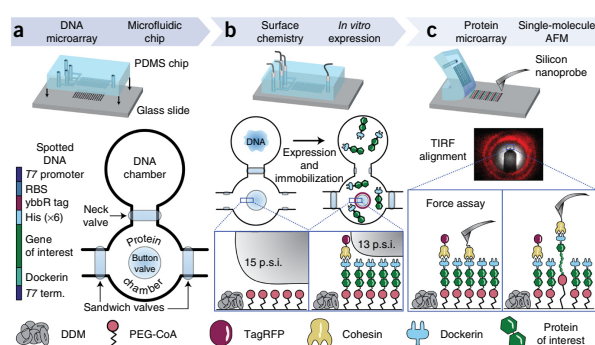 a
DNA
microarray
Microfluidic
chip
b
Surface
chemistry
In vitro
expression
c
Protein
microarray
Single-molecule
AFM
PDMS chip
Glass slide
Silicon
nanoprobe
TIRF
alignment
Spotted
DNA
T7 promoter
RBS
ybbR tag
His (×6)
Gene
of interest
Dockerin
T7 term.
DNA
chamber
Neck
valve
Protein
Button
valve
chamber
Sandwich valves
DNA
Expression
and
immobilization
15 p.s.i.
13 p.s.i.
Force assay
DDM
PEG-CoA
TagRFP
Cohesin
Dockerin
Protein
of interest